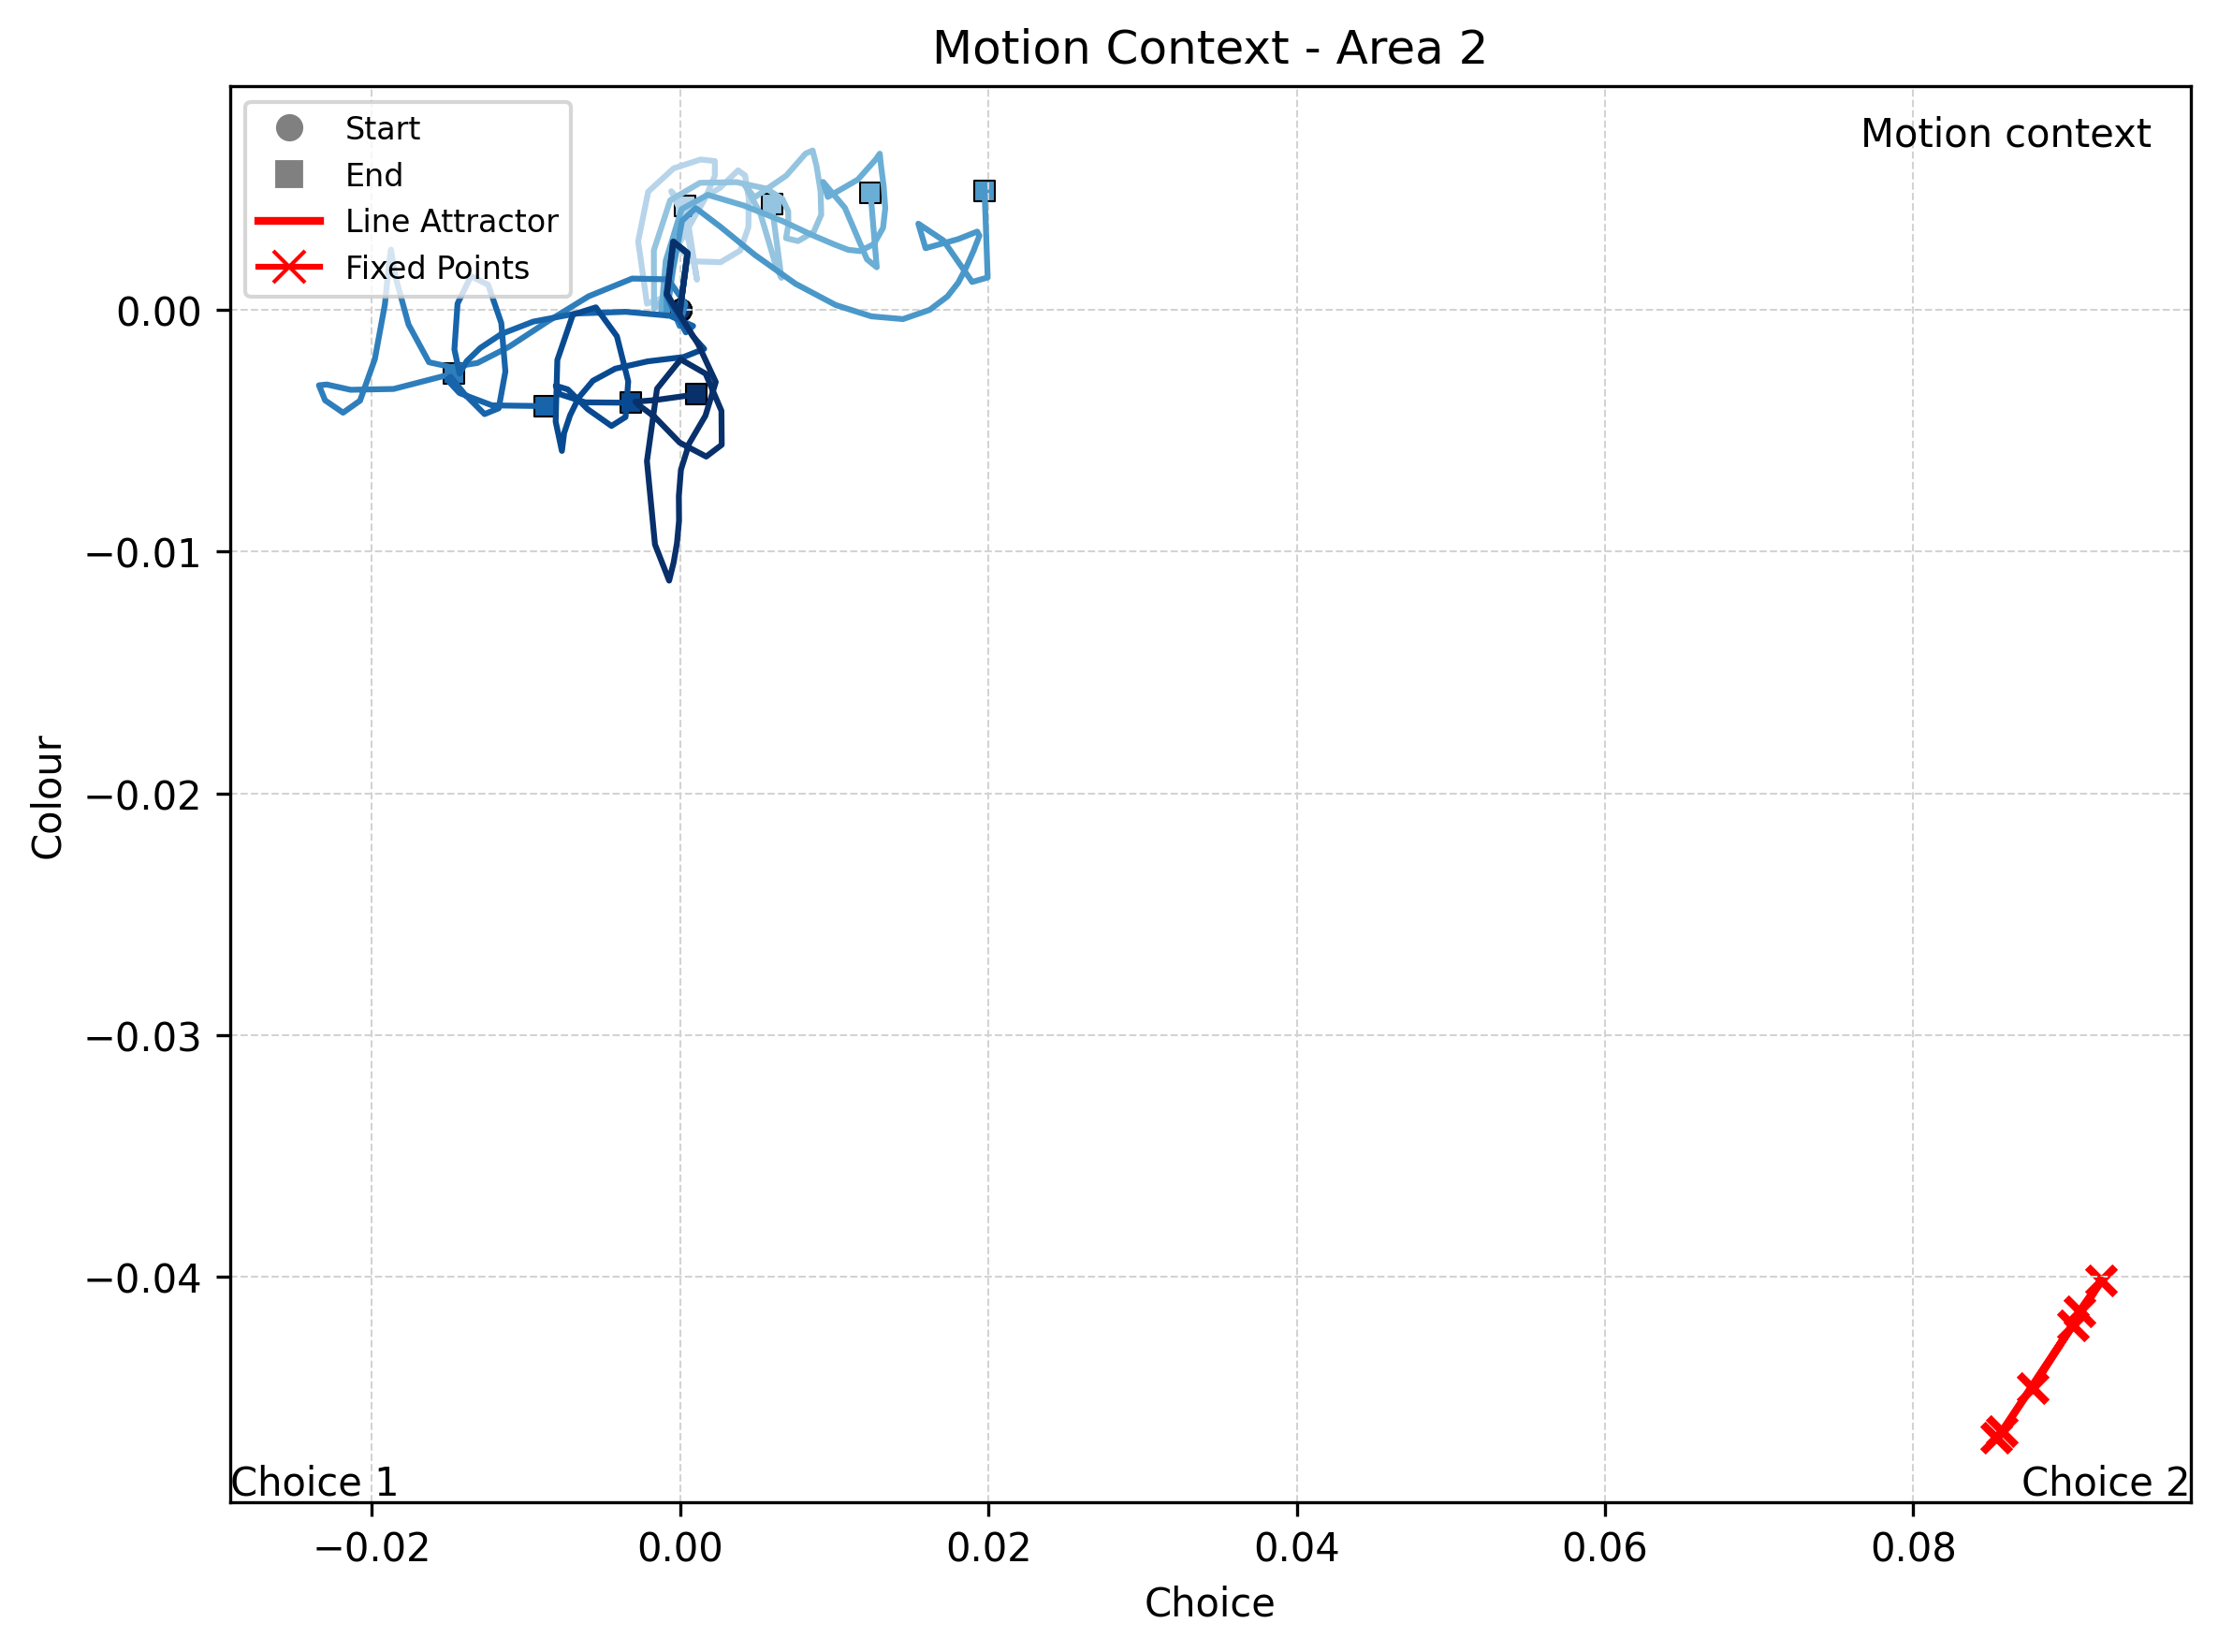 Motion Context - Area 2
Start
End
Line Attractor
Fixed Points
Motion context
0.00
−0.01
−0.02
−0.03
−0.04
Colour
Choice 1
Choice 2
−0.02
0.00
0.02
0.04
0.06
0.08
Choice